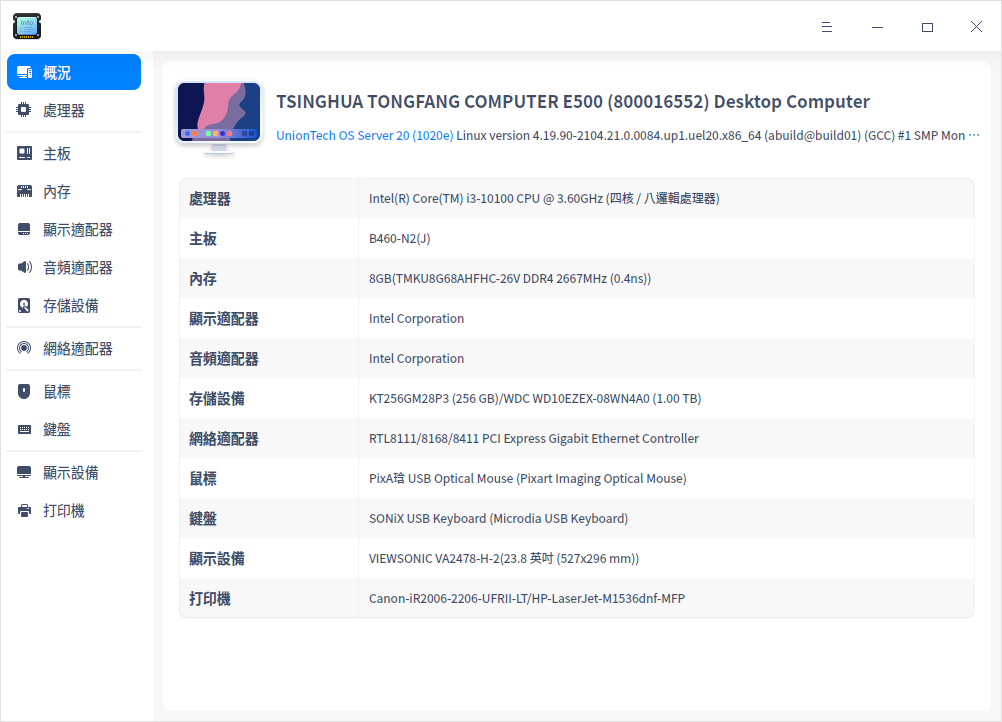 info
TSINGHUA TONGFANG COMPUTER E500 (800016552) Desktop Computer
UnionTech OS Server 20 (1020e) Linux version 4.19.90-2104.21.0.0084.up1.uel20.x86_64 (abuild@build01) (GCC) #1 SMP Mon ···
概況
處理器
主板
內存
顯示適配器
音頻適配器
存儲設備
網絡適配器
鼠標
鍵盤
顯示設備
打印機
處理器 Intel(R) Core(TM) i3-10100 CPU @ 3.60GHz (四核 / 八邏輯處理器)
主板 B460-N2(J)
內存 8GB(TMKU8G68AHFHC-26V DDR4 2667MHz (0.4ns))
顯示適配器 Intel Corporation
音頻適配器 Intel Corporation
存儲設備 KT256GM28P3 (256 GB)/WDC WD10EZEX-08WN4A0 (1.00 TB)
網絡適配器 RTL8111/8168/8411 PCI Express Gigabit Ethernet Controller
鼠標 PixA琀 USB Optical Mouse (Pixart Imaging Optical Mouse)
鍵盤 SONiX USB Keyboard (Microdia USB Keyboard)
顯示設備 VIEWSONIC VA2478-H-2(23.8 英吋 (527x296 mm))
打印機 Canon-iR2006-2206-UFRII-LT/HP-LaserJet-M1536dnf-MFP